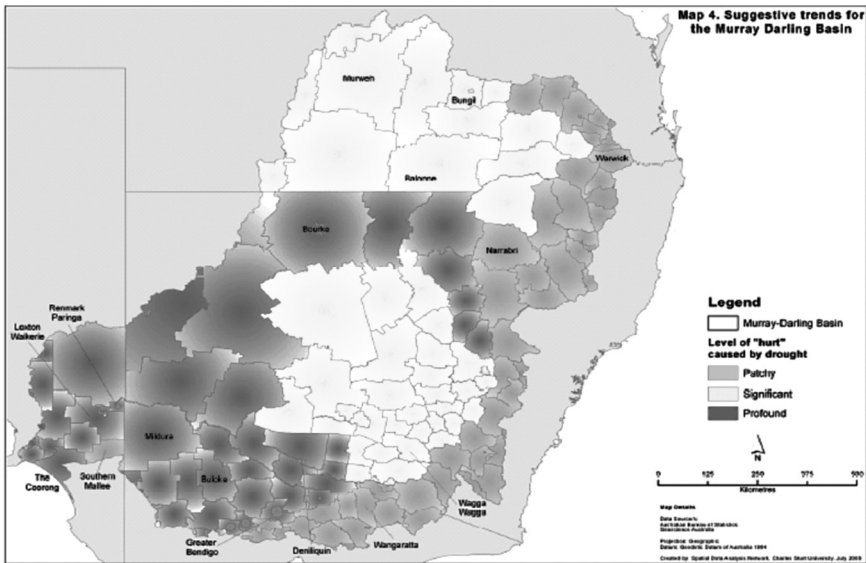 Map 4. Suggestive trends for
the Murray Darling Basin
Murweh
Bungil
Warwick
Balonne
Bourke
Narrabri
Renmark
Paringa
Loxton
Waikerie
Mildura
Buloke
The
Coorong
Southern
Mallee
Greater
Bendigo
Deniliquin
Wangaratta
Wagga
Wagga
Legend
Murray-Darling Basin
Level of "hurt"
caused by drought
Patchy
Significant
Profound
N
0 125 250 375 500
Kilometres
Map Details
Data Source's:
Australian Bureau of Statistics
Geoscience Australia
Projection: Geographic
Datum: Geodetic Datum of Australia 1994
Created by: Spatial Data Analysis Network, Charles Sturt University, July 2008